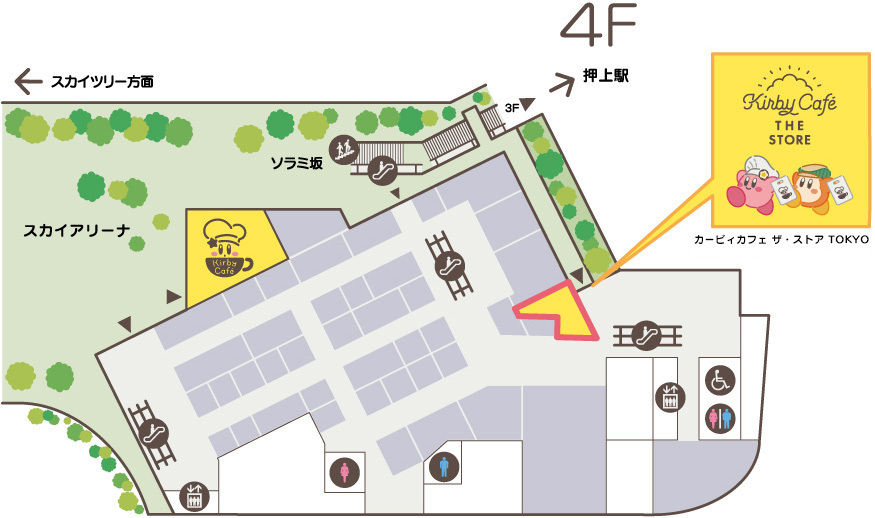 4F
スカイツリー方面
押上駅
3F
ソラミ坂
スカイアリーナ
Kirby
Café
Kirby Café
THE
STORE
カービィカフェ ザ・ストア TOKYO